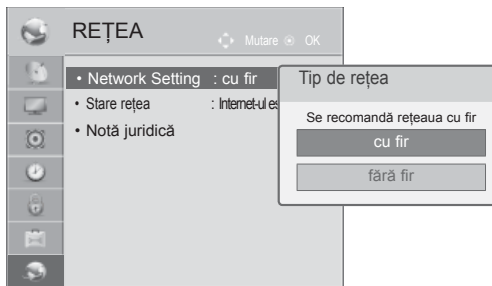 REȚEA
Mutare OK
• Network Setting : cu fir
• Stare rețea : Internet-ul es
• Notă juridică
Tip de rețea
Se recomandă rețeaua cu fir
cu fir
fără fir